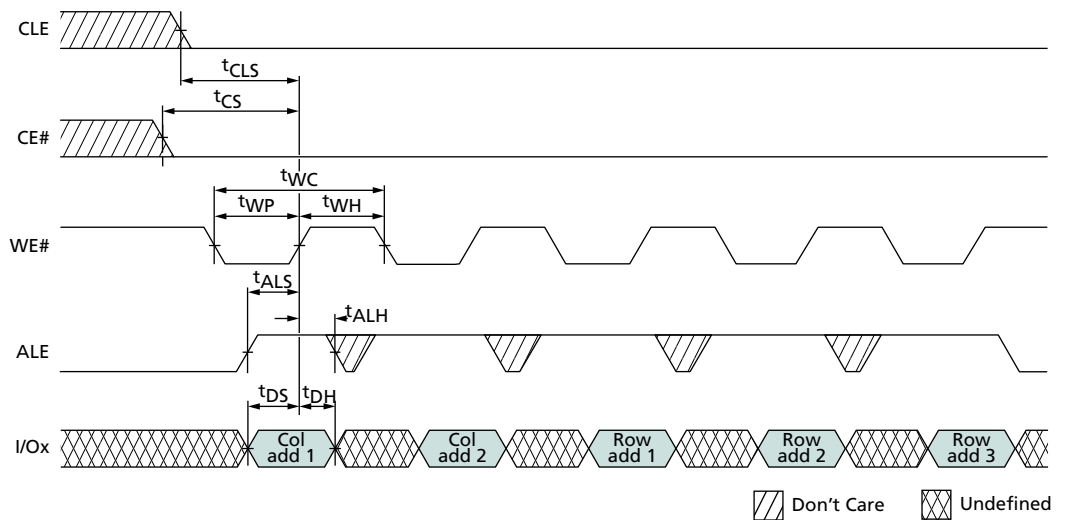 CLE
tCLS
tCS
CE#
tWC
tWP
tWH
WE#
tALS
tALH
ALE
tDS
tDH
I/Ox
Col
add 1
Col
add 2
Row
add 1
Row
add 2
Row
add 3
Don't Care
Undefined